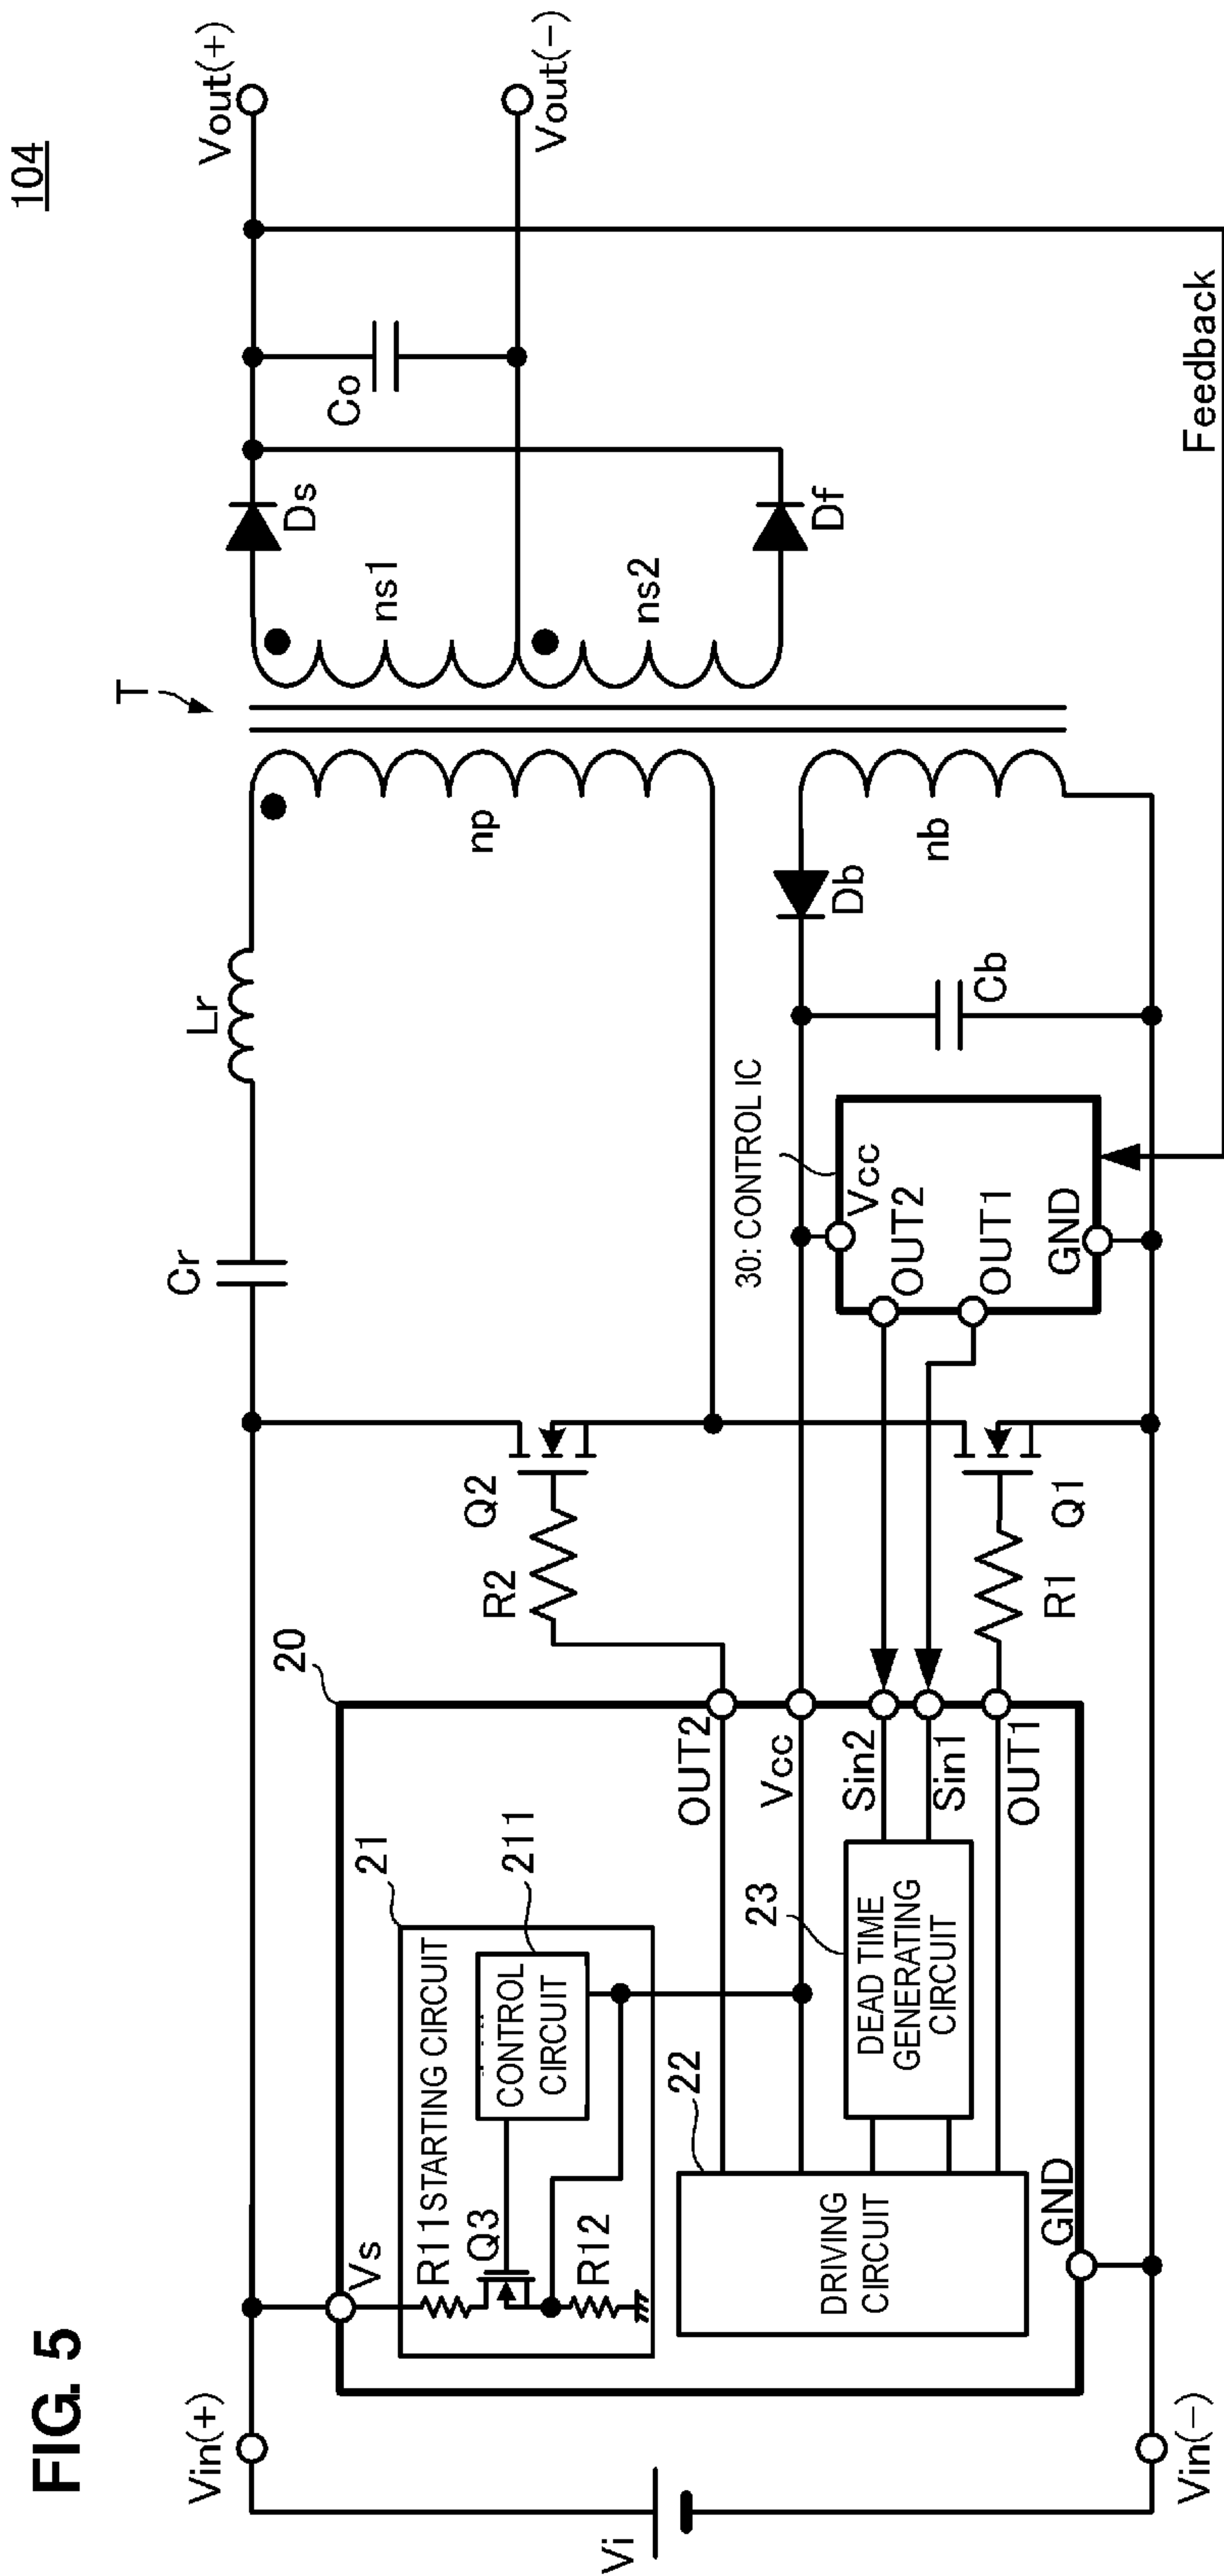 FIG. 5
104
Vin(+)
Vout(+)
Cr
Lr
T
Ds
ns1
Co
Vout(-)
ns2
Df
np
Vi
20
Vs
21
R11
STARTING CIRCUIT
Q3
CONTROL
CIRCUIT
211
R12
R2
Q2
OUT2
Vcc
22
DRIVING
CIRCUIT
23
DEAD TIME
GENERATING
CIRCUIT
Sin2
Sin1
OUT1
GND
R1
Q1
30: CONTROL IC
Vcc
OUT2
OUT1
GND
Db
Cb
nb
Vin(-)
Feedback